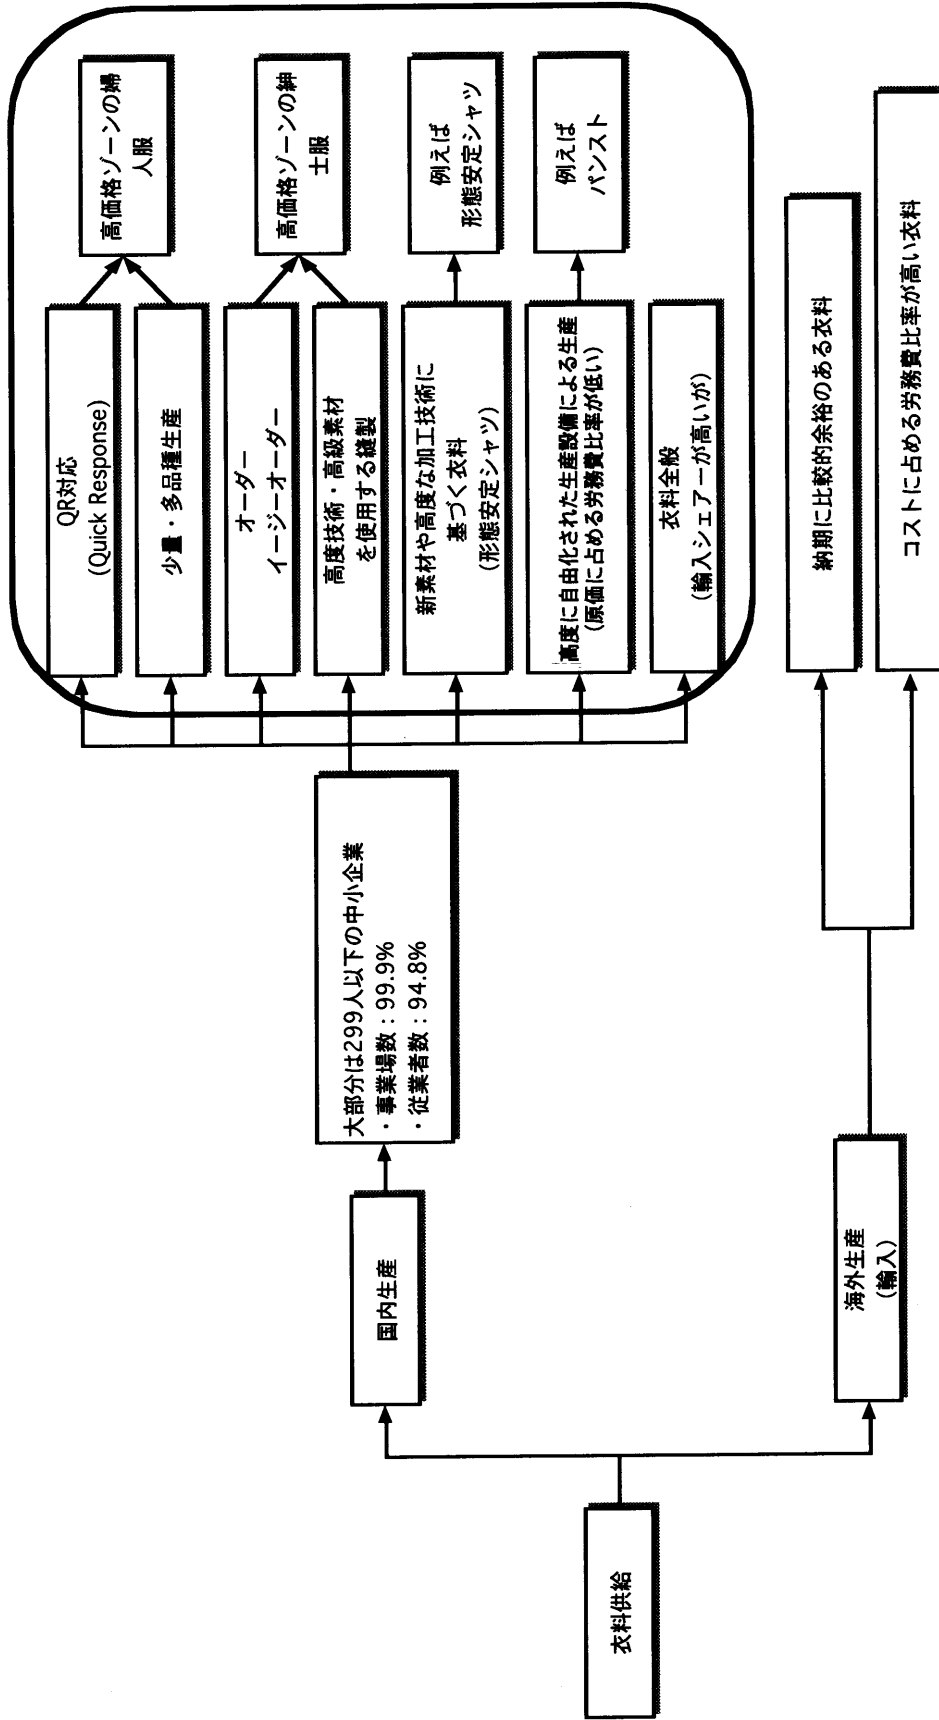 衣料供給
国内生産
大部分は299人以下の中小企業
・事業場数：99.9%
・従業者数：94.8%
QR対応
(Quick Response)
少量・多品種生産
高価格ゾーンの婦
人服
オーダー
イージーオーダー
高度技術・高級素材
を使用する縫製
高価格ゾーンの紳
士服
新素材や高度な加工技術に
基づく衣料
(形態安定シャツ)
例えば
形態安定シャツ
高度に自由化された生産設備による生産
(原価に占める労務費比率が低い)
例えば
パンスト
衣料全般
(輸入シェアーが高いが)
海外生産
(輸入)
納期に比較的余裕のある衣料
コストに占める労務費比率が高い衣料